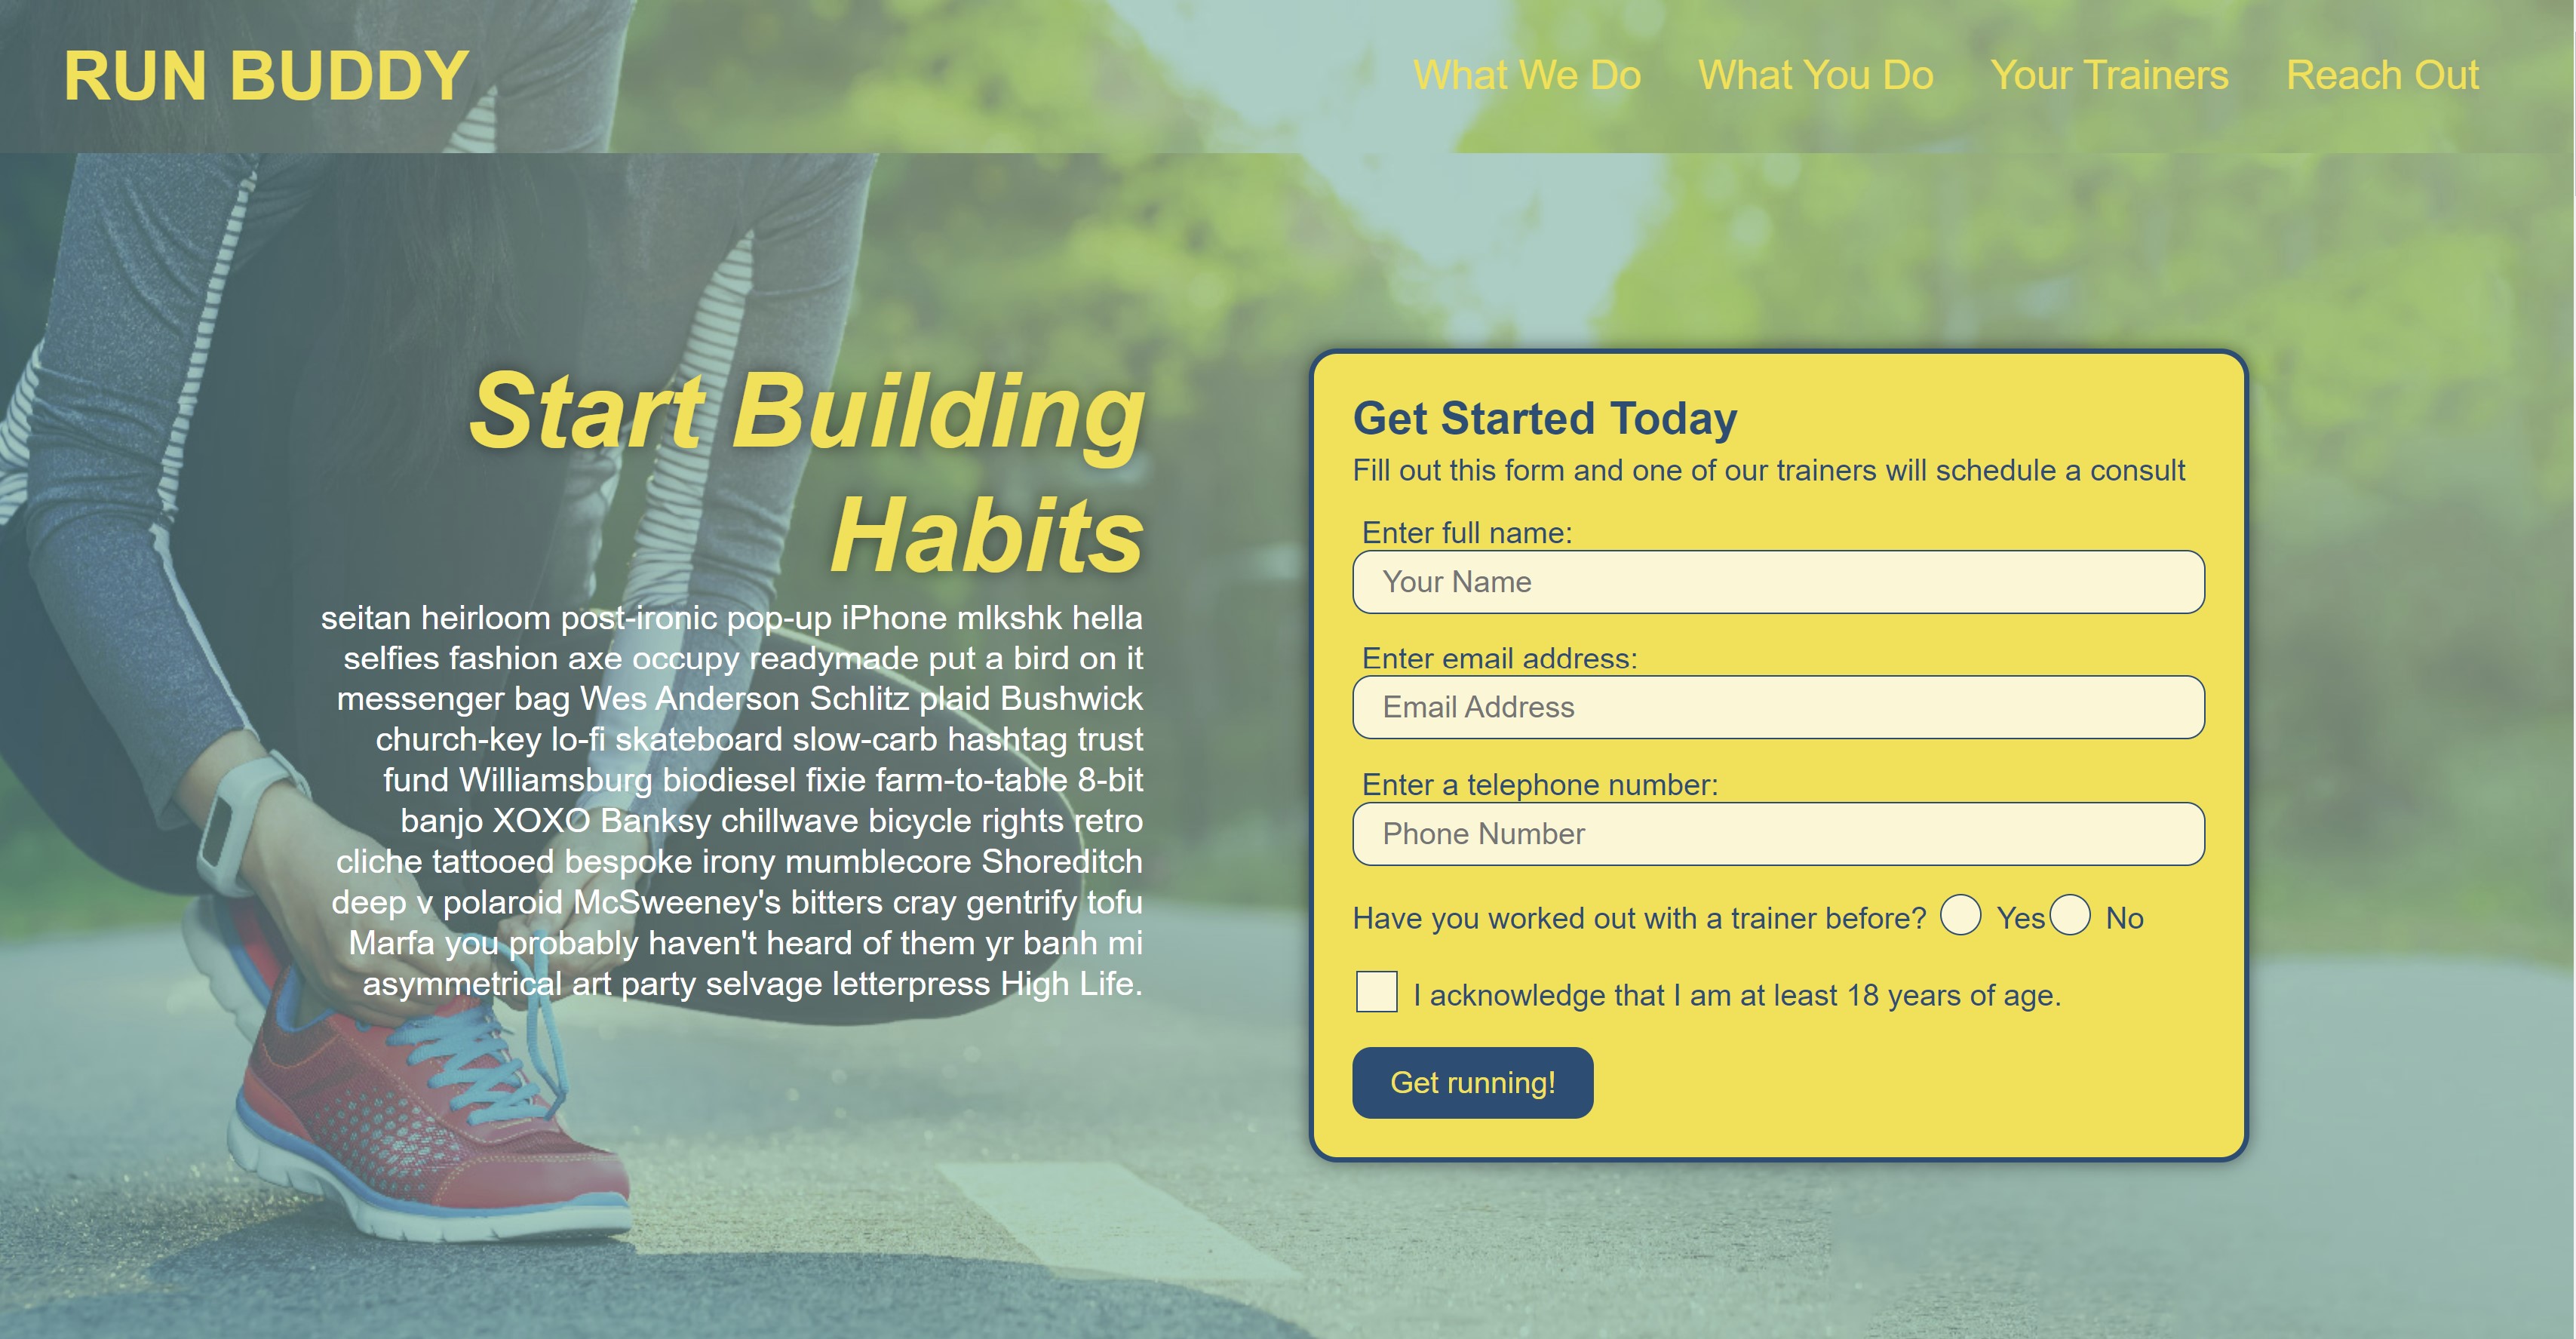 RUN BUDDY
What We Do What You Do Your Trainers Reach Out
Start Building
Habits
seitan heirloom post-ironic pop-up iPhone mlkshk hella
selfies fashion axe occupy readymade put a bird on it
messenger bag Wes Anderson Schlitz plaid Bushwick
church-key lo-fi skateboard slow-carb hashtag trust
fund Williamsburg biodiesel fixie farm-to-table 8-bit
banjo XOXO Banksy chillwave bicycle rights retro
cliche tattooed bespoke irony mumblecore Shoreditch
deep v polaroid McSweeney's bitters cray gentrify tofu
Marfa you probably haven't heard of them yr banh mi
asymmetrical art party selvage letterpress High Life.
Get Started Today
Fill out this form and one of our trainers will schedule a consult
Enter full name:
Your Name
Enter email address:
Email Address
Enter a telephone number:
Phone Number
Have you worked out with a trainer before? Yes No
I acknowledge that I am at least 18 years of age.
Get running!